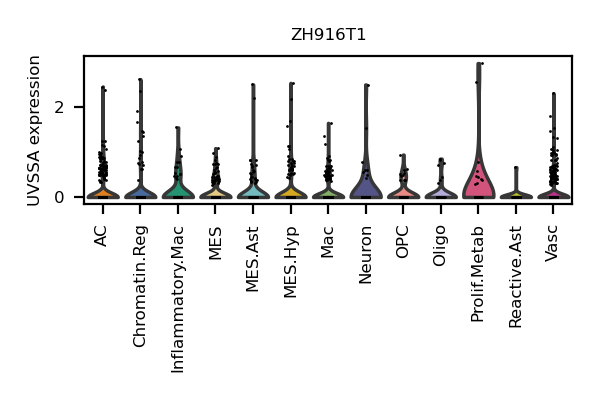 ZH916T1
UVSSA expression
2
0
AC
Chromatin.Reg
Inflammatory.Mac
MES
MES.Ast
MES.Hyp
Mac
Neuron
OPC
Oligo
Prolif.Metab
Reactive.Ast
Vasc